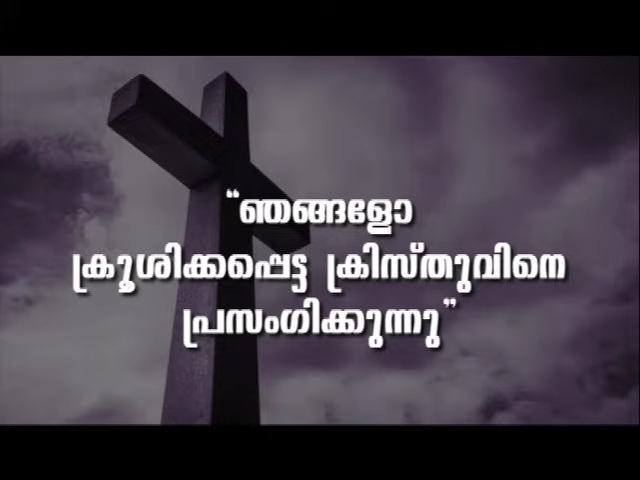 “ഞങ്ങളോ
ക്രൂശിക്കപ്പെട്ട ക്രിസ്തുവിനെ
പ്രസംഗിക്കുന്നു”